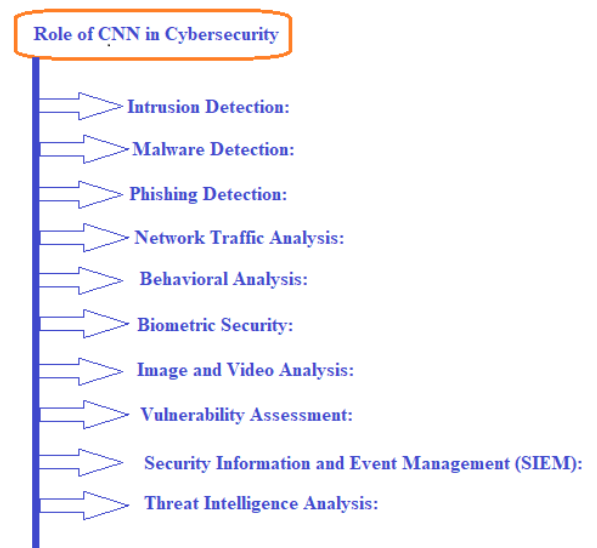 Role of CNN in Cybersecurity
Intrusion Detection:
Malware Detection:
Phishing Detection:
Network Traffic Analysis:
Behavioral Analysis:
Biometric Security:
Image and Video Analysis:
Vulnerability Assessment:
Security Information and Event Management (SIEM):
Threat Intelligence Analysis: